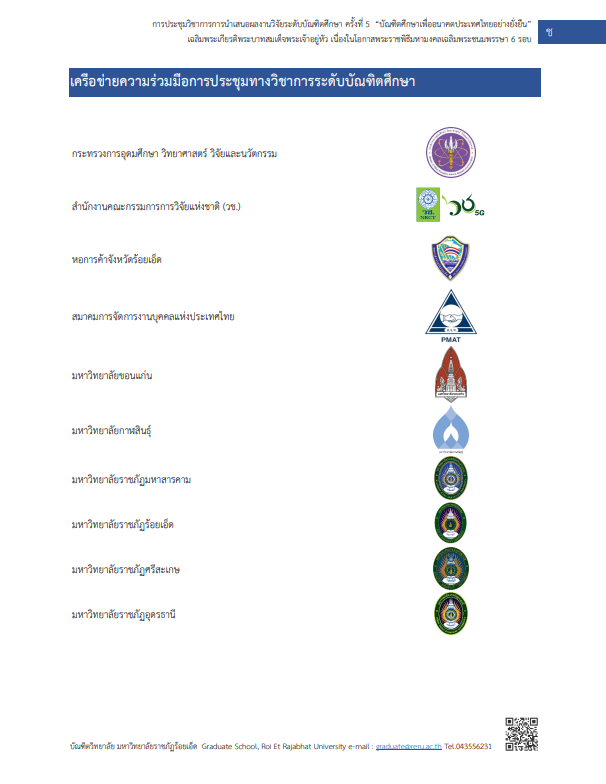 การประชุมวิชาการการนำเสนอผลงานวิจัยระดับบัณฑิตศึกษา ครั้งที่ 5 “บัณฑิตศึกษาเพื่ออนาคตประเทศไทยอย่างยั่งยืน”
เฉลิมพระเกียรติพระบาทสมเด็จพระเจ้าอยู่หัว เนื่องในโอกาสพระราชพิธีมหามงคลเฉลิมพระชนมพรรษา 6 รอบ
ช
เครือข่ายความร่วมมือการประชุมทางวิชาการระดับบัณฑิตศึกษา
กระทรวงการอุดมศึกษา วิทยาศาสตร์ วิจัยและนวัตกรรม
สำนักงานคณะกรรมการการวิจัยแห่งชาติ (วช.)
วช.
NRCT
วช
5G
หอการค้าจังหวัดร้อยเอ็ด
สมาคมการจัดการงานบุคคลแห่งประเทศไทย
PMAT
มหาวิทยาลัยขอนแก่น
มหาวิทยาลัยกาฬสินธุ์
มหาวิทยาลัยราชภัฏมหาสารคาม
มหาวิทยาลัยราชภัฏร้อยเอ็ด
มหาวิทยาลัยราชภัฏศรีสะเกษ
มหาวิทยาลัยราชภัฏอุดรธานี
บัณฑิตวิทยาลัย มหาวิทยาลัยราชภัฏร้อยเอ็ด Graduate School, Roi Et Rajabhat University e-mail : graduate@reru.ac.th Tel.043556231